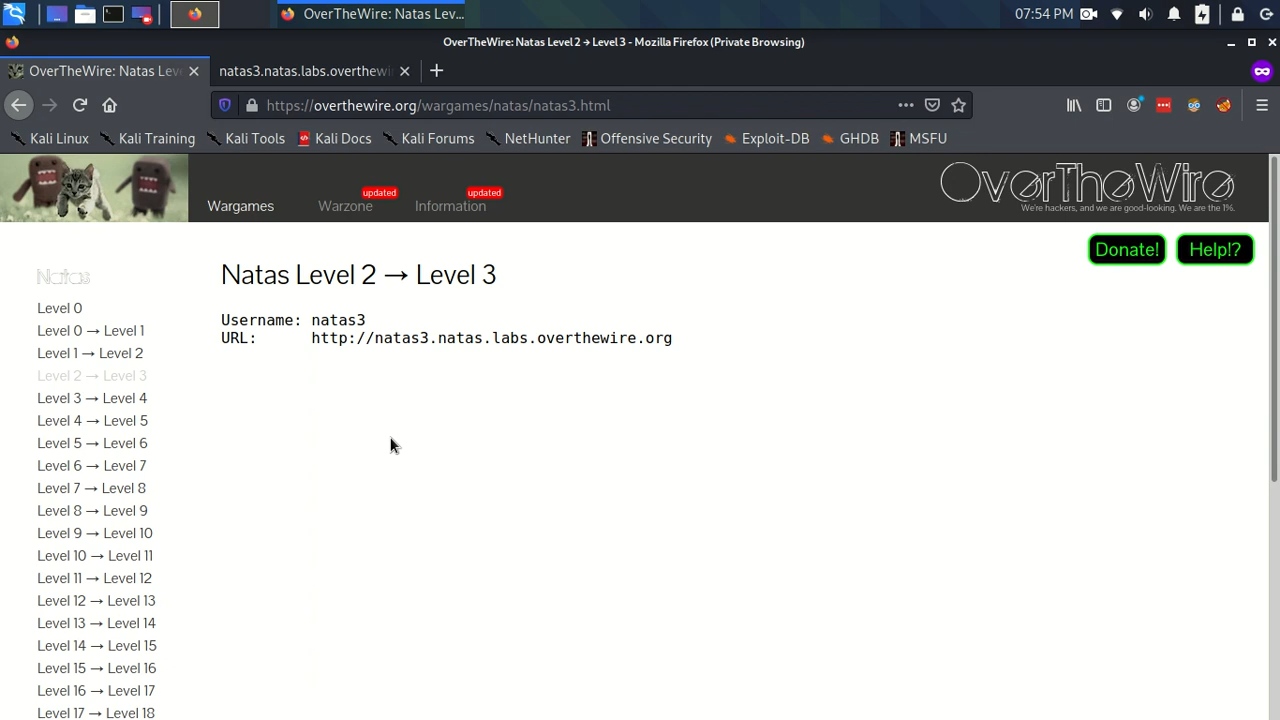 OverTheWire: Natas Lev...
07:54 PM
OverTheWire: Natas Level 2 → Level 3 - Mozilla Firefox (Private Browsing)
OverTheWire: Natas Leve
natas3.natas.labs.overthewi
https://overthewire.org/wargames/natas/natas3.html
Kali Linux
Kali Training
Kali Tools
Kali Docs
Kali Forums
NetHunter
Offensive Security
Exploit-DB
GHDB
MSFU
Wargames
Warzone
updated
Information
updated
OverTheWire
We're hackers, and we are good-looking. We are the 1%.
Donate!
Help!?
Natas
Level 0
Level 0 → Level 1
Level 1 → Level 2
Level 2 → Level 3
Level 3 → Level 4
Level 4 → Level 5
Level 5 → Level 6
Level 6 → Level 7
Level 7 → Level 8
Level 8 → Level 9
Level 9 → Level 10
Level 10 → Level 11
Level 11 → Level 12
Level 12 → Level 13
Level 13 → Level 14
Level 14 → Level 15
Level 15 → Level 16
Level 16 → Level 17
Level 17 → Level 18
Natas Level 2 → Level 3
Username: natas3
URL: http://natas3.natas.labs.overthewire.org